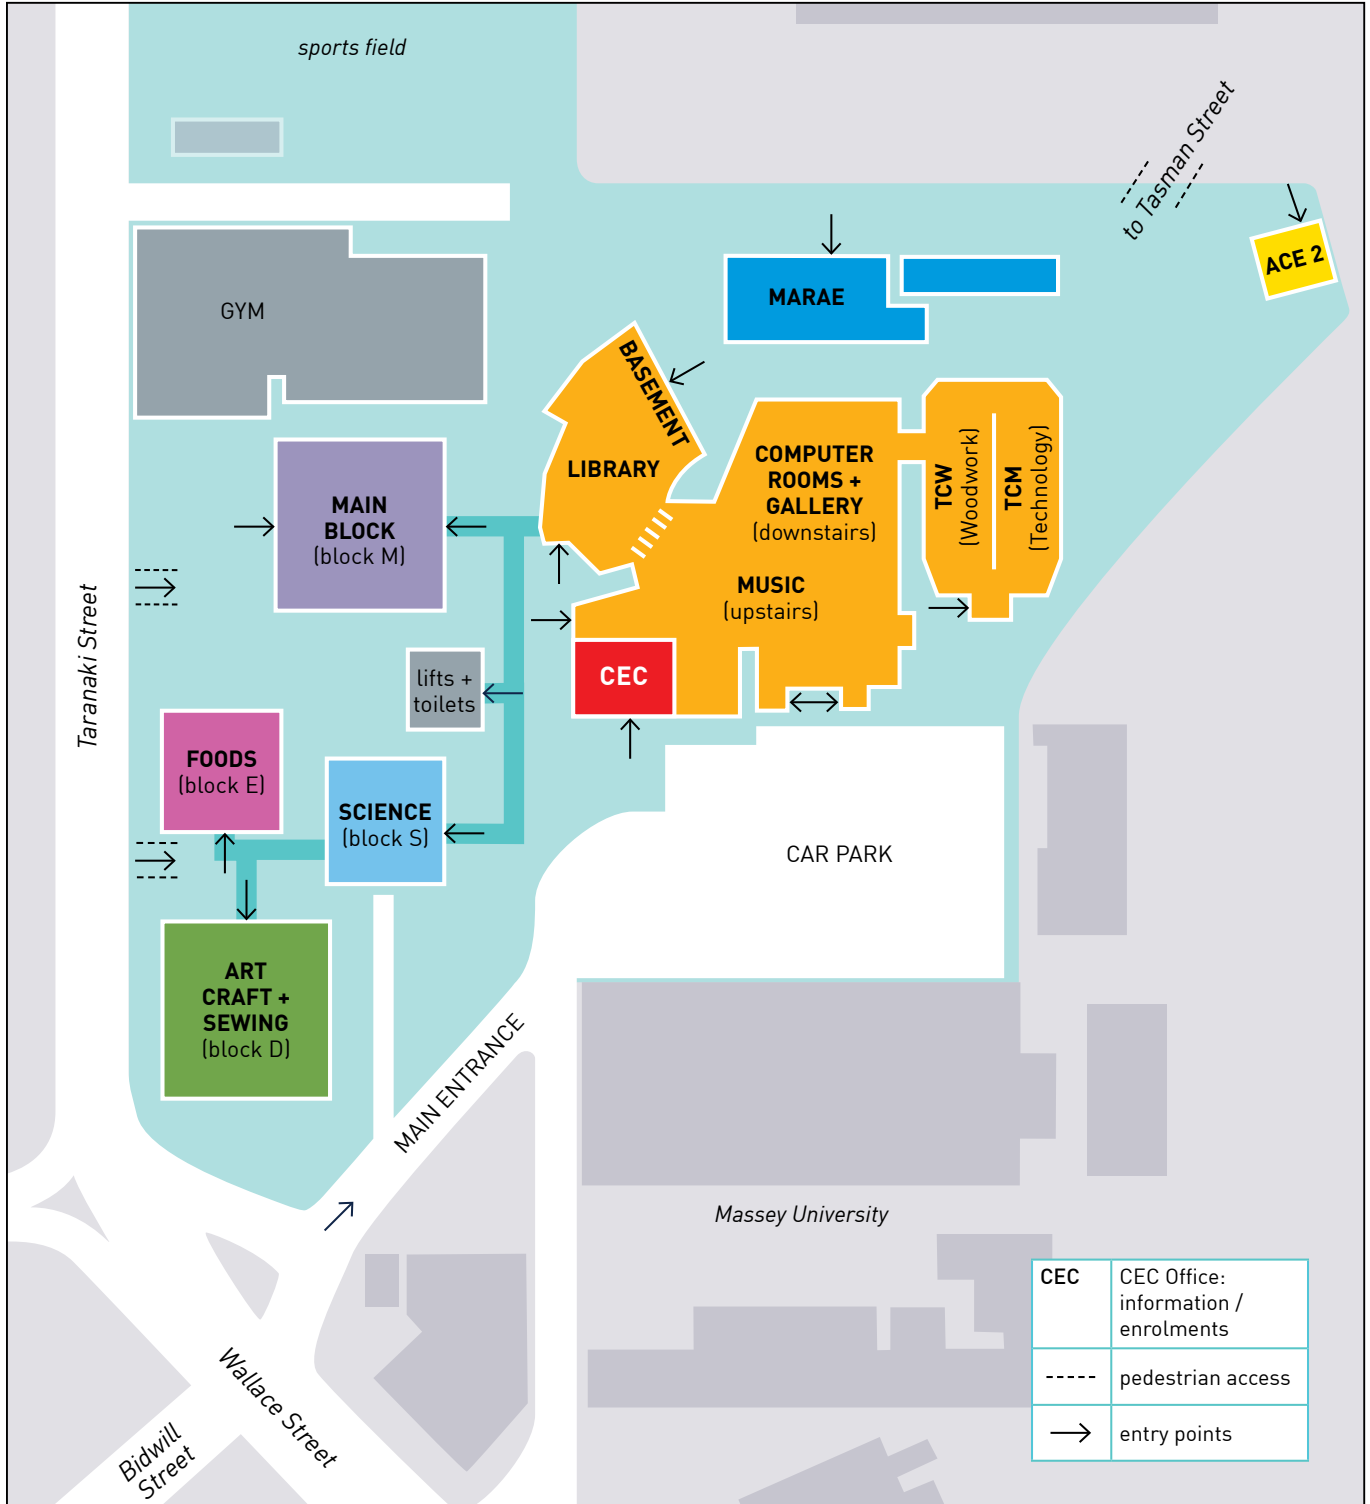 sports field
to Tasman Street
ACE 2
MARAE
GYM
BASEMENT
LIBRARY
COMPUTER
ROOMS +
GALLERY
(downstairs)
MUSIC
(upstairs)
TCW
(Woodwork)
TCM
(Technology)
MAIN
BLOCK
(block M)
Taranaki Street
lifts +
toilets
CEC
FOODS
(block E)
SCIENCE
(block S)
CAR PARK
ART
CRAFT +
SEWING
(block D)
MAIN ENTRANCE
Massey University
Wallace Street
Bidwill
Street
CEC
CEC Office:
information /
enrolments
pedestrian access
entry points